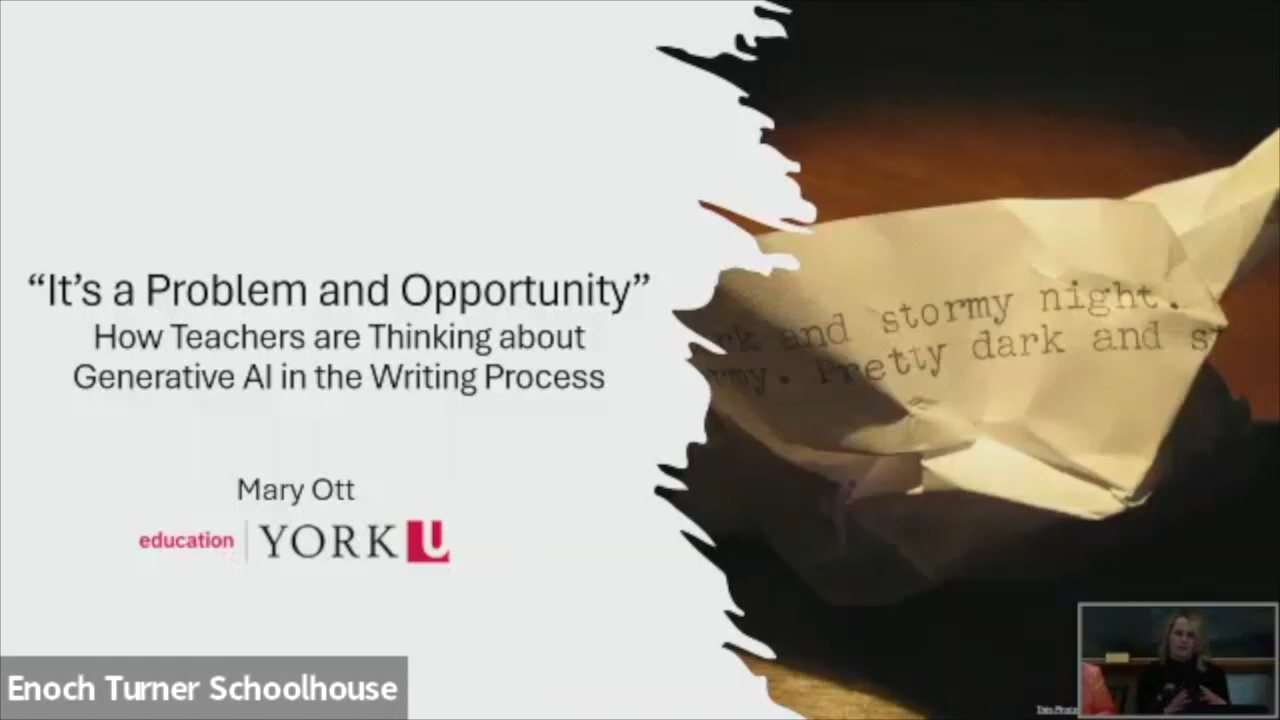 “It’s a Problem and Opportunity”
How Teachers are Thinking about
Generative AI in the Writing Process
Mary Ott
education
YORK U
and stormy night.
Pretty dark and
Enoch Turner Schoolhouse